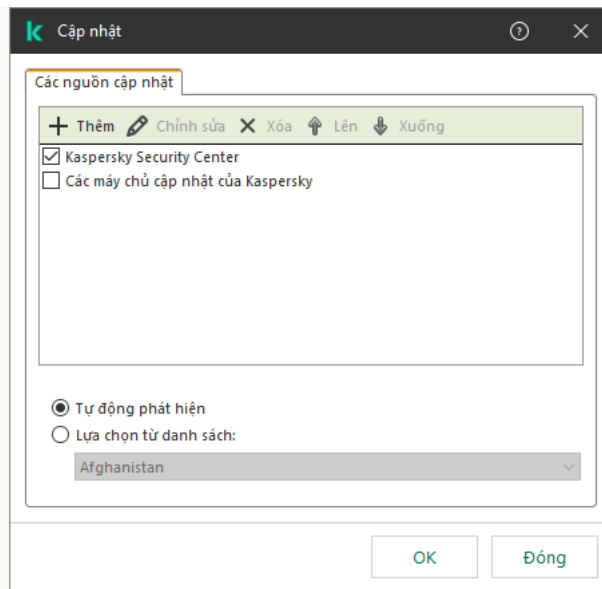 Cập nhật
Các nguồn cập nhật
Thêm Chỉnh sửa Xóa Lên Xuống
Kaspersky Security Center
Các máy chủ cập nhật của Kaspersky
Tự động phát hiện
Lựa chọn từ danh sách:
Afghanistan
OK Đóng